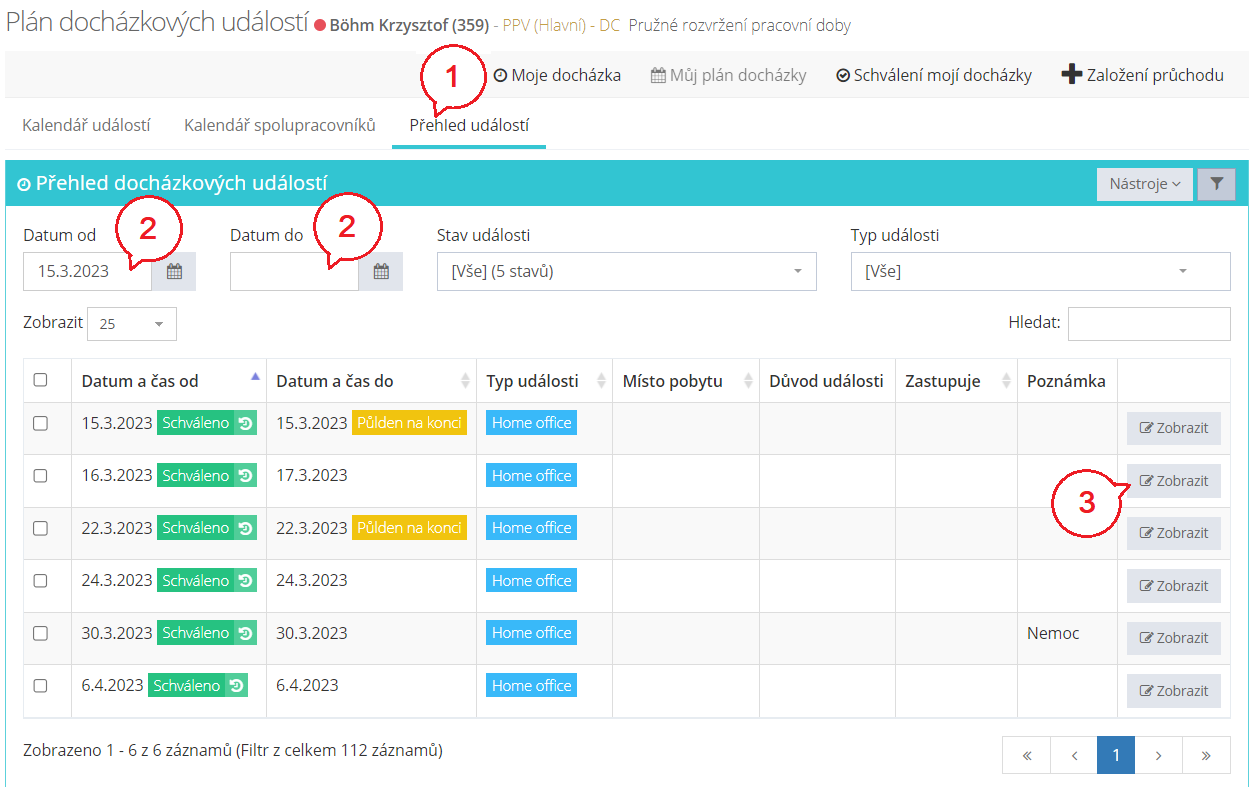 Plán docházkových událostí Böhm Krzysztof (359) - PPV (Hlavní) - DC Pružné rozvržení pracovní doby
1 Moje docházka Můj plán docházky Schválení mojí docházky Založení průchodu
Kalendář událostí Kalendář spolupracovníků Přehled událostí
Přehled docházkových událostí Nástroje
Datum od 2 Datum do 2 Stav události Typ události
15.3.2023 [Vše] (5 stavů) [Vše]
Zobrazit 25 Hledat:
Datum a čas od Datum a čas do Typ události Místo pobytu Důvod události Zastupuje Poznámka
15.3.2023 Schváleno 15.3.2023 Půlden na konci Home office Zobrazit
16.3.2023 Schváleno 17.3.2023 Home office Zobrazit
3
22.3.2023 Schváleno 22.3.2023 Půlden na konci Home office Zobrazit
24.3.2023 Schváleno 24.3.2023 Home office Zobrazit
30.3.2023 Schváleno 30.3.2023 Home office Nemoc Zobrazit
6.4.2023 Schváleno 6.4.2023 Home office Zobrazit
Zobrazeno 1 - 6 z 6 záznamů (Filtr z celkem 112 záznamů) « ‹ 1 › »